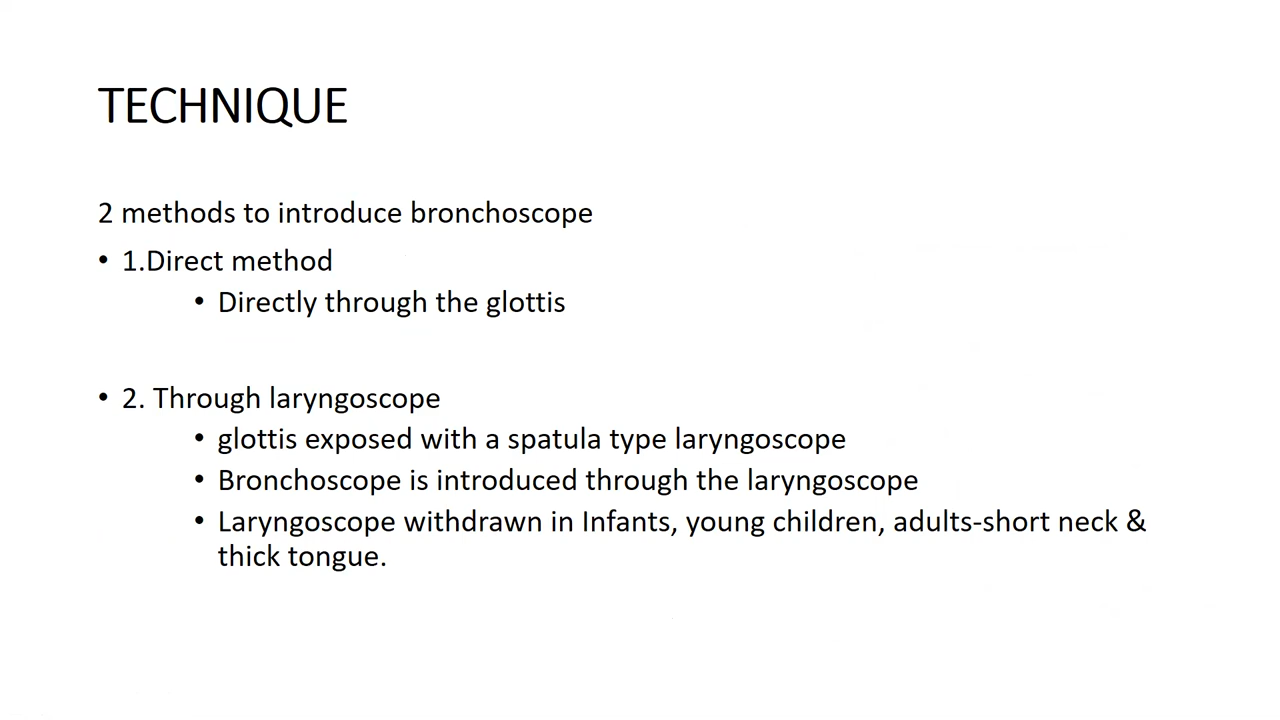 TECHNIQUE
2 methods to introduce bronchoscope
• 1.Direct method
• Directly through the glottis
• 2. Through laryngoscope
• glottis exposed with a spatula type laryngoscope
• Bronchoscope is introduced through the laryngoscope
• Laryngoscope withdrawn in Infants, young children, adults-short neck &
thick tongue.